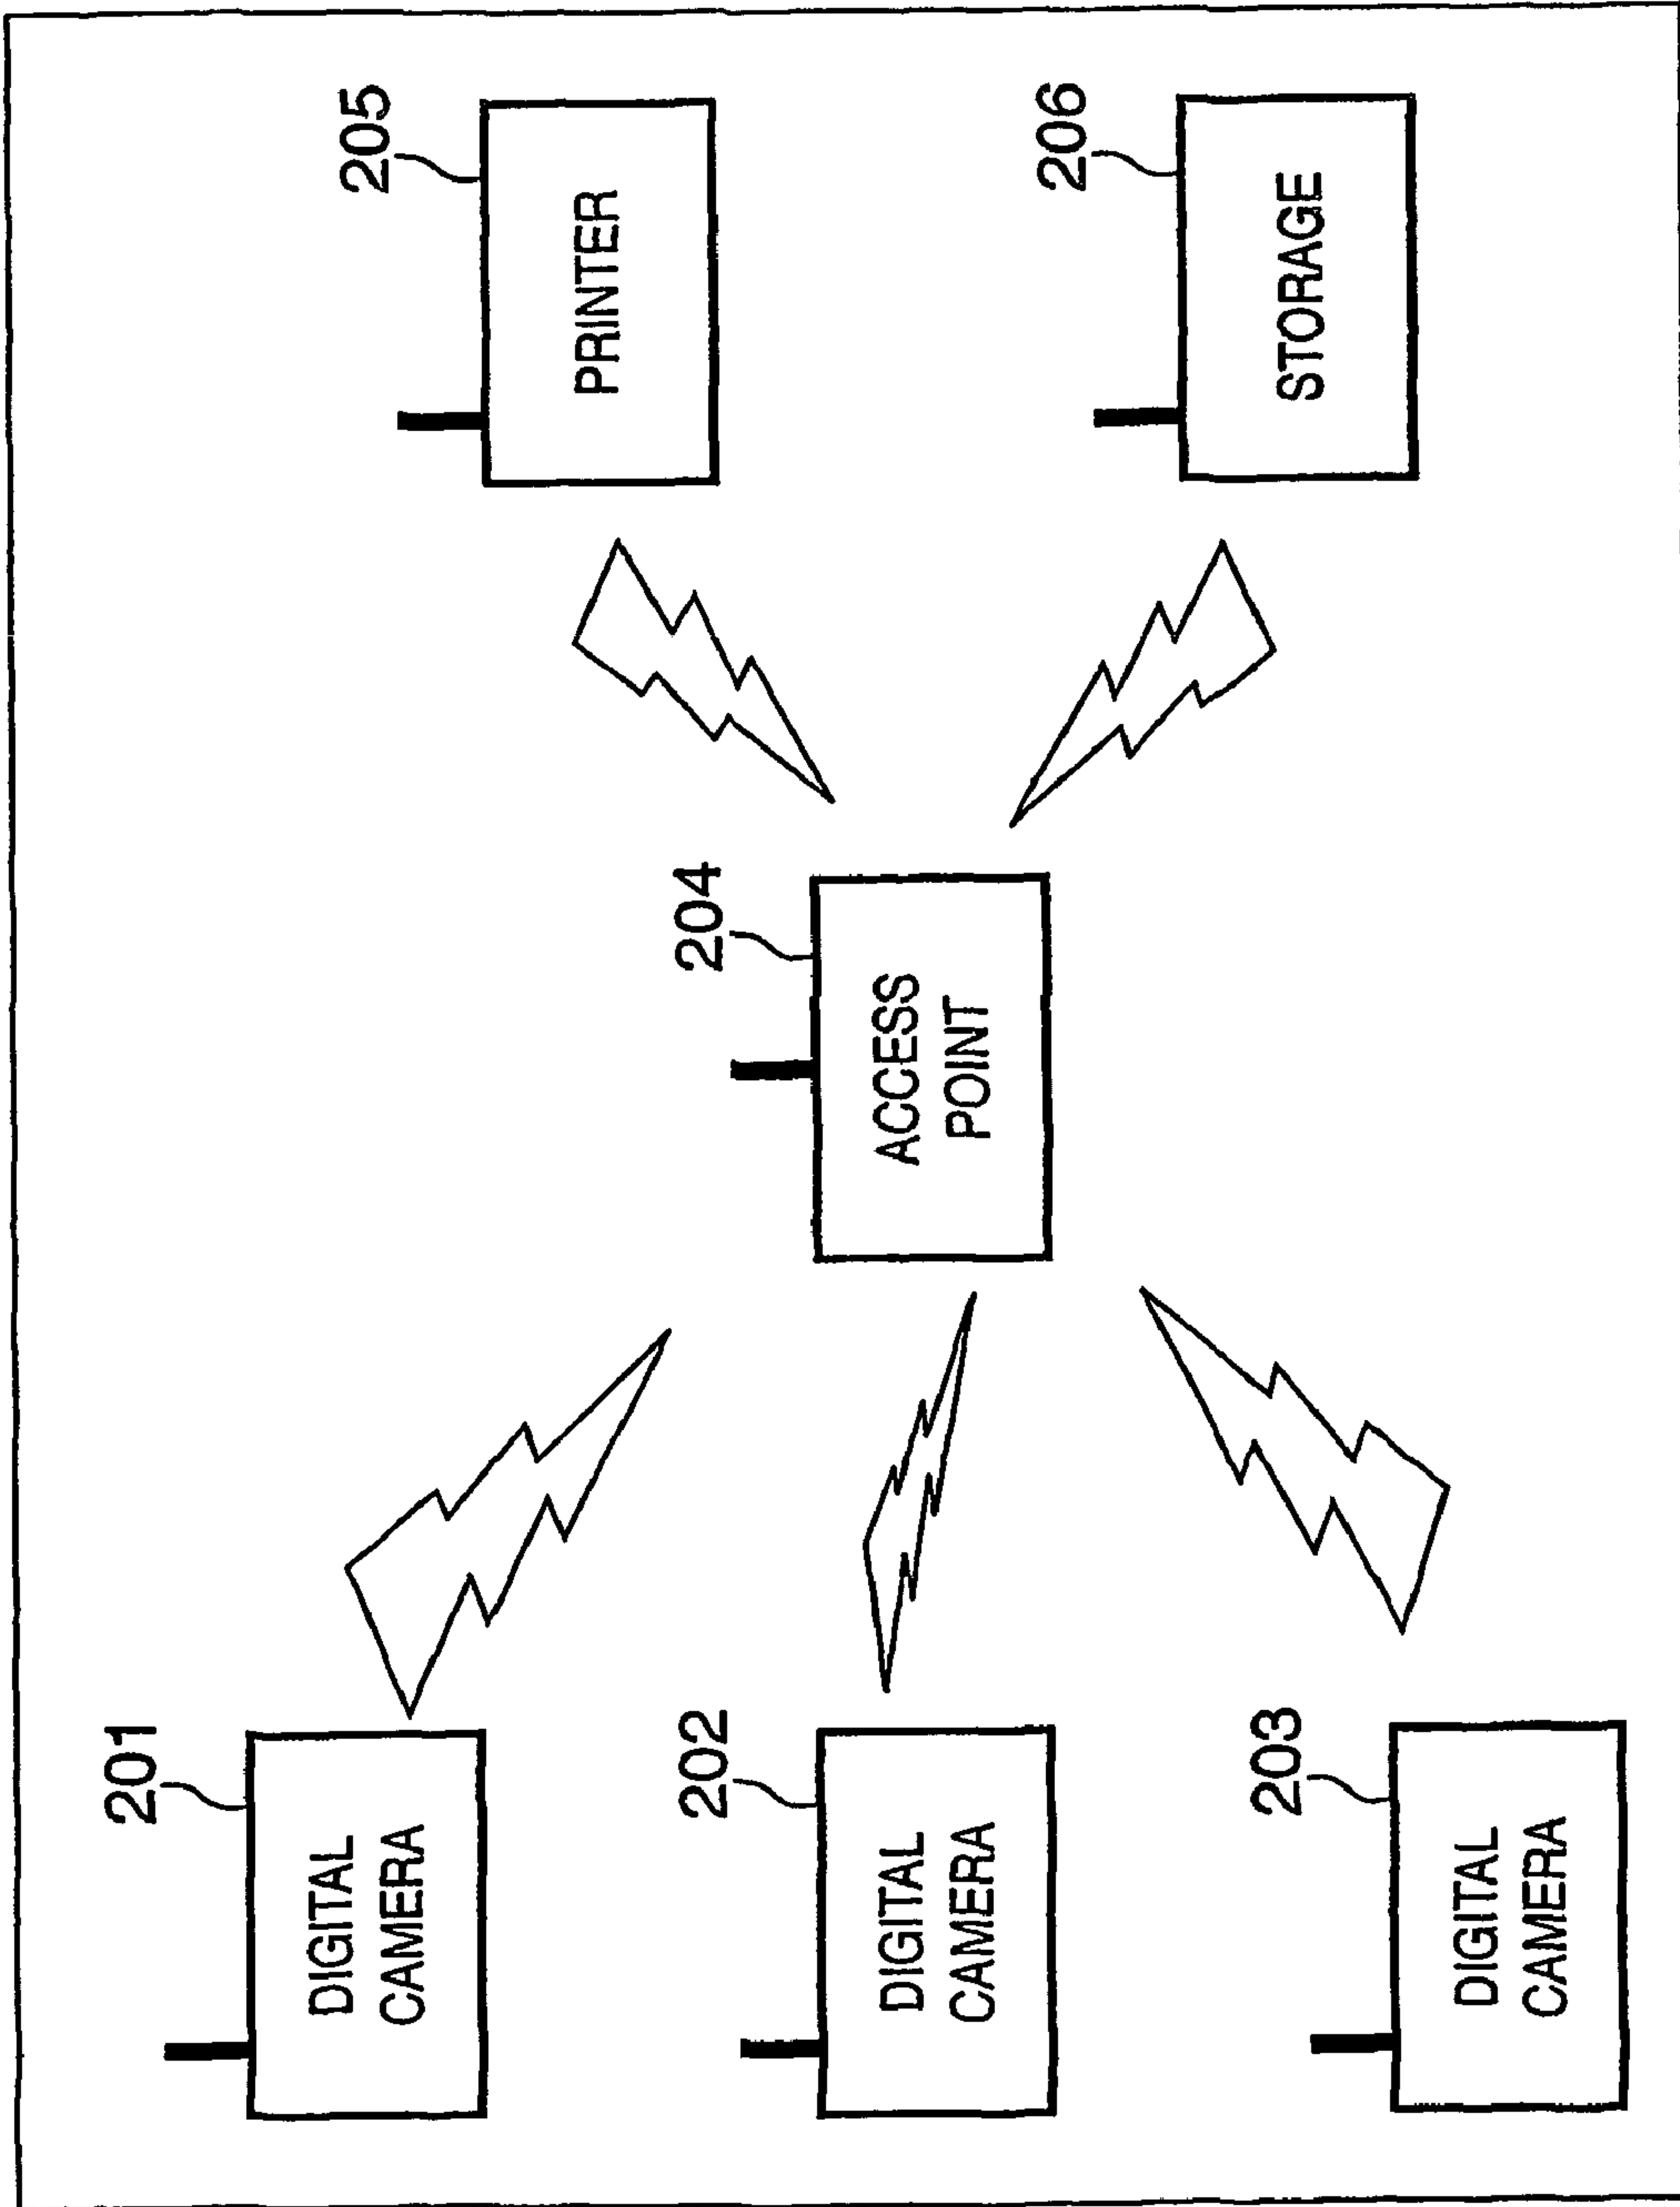 201
DIGITAL
CAMERA
202
DIGITAL
CAMERA
203
DIGITAL
CAMERA
204
ACCESS
POINT
205
PRINTER
206
STORAGE